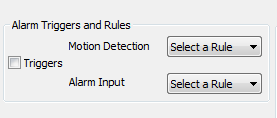 Alarm Triggers and Rules
Motion Detection Select a Rule
Triggers
Alarm Input Select a Rule